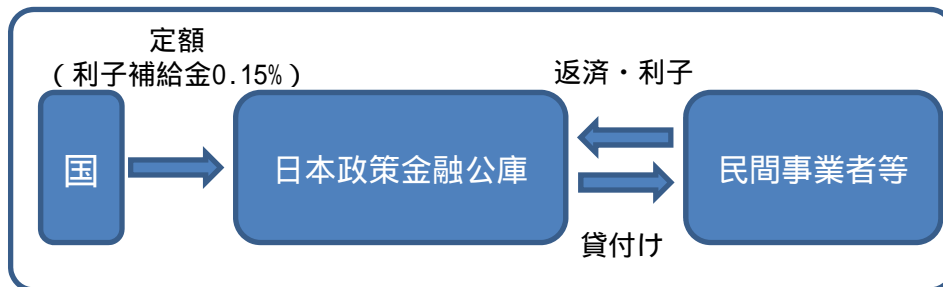 定額
(利子補給金0.15%)
返済・利子
国
日本政策金融公庫
民間事業者等
貸付け